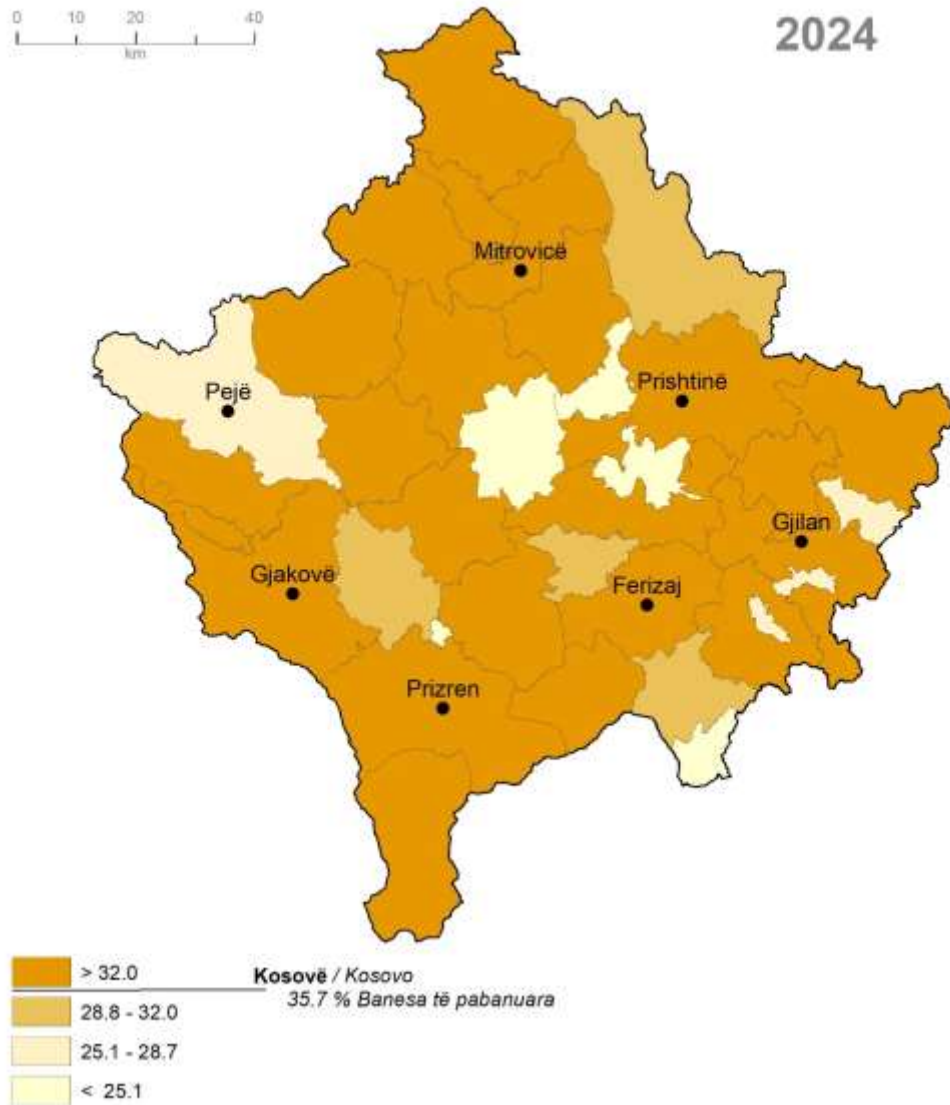 0 10 20 40
km
2024
Mitrovicë
Prishtinë
Pejë
Gjilan
Gjakovë
Ferizaj
Prizren
> 32.0
Kosovë / Kosovo
35.7 % Banesa të pabanuara
28.8 - 32.0
25.1 - 28.7
< 25.1